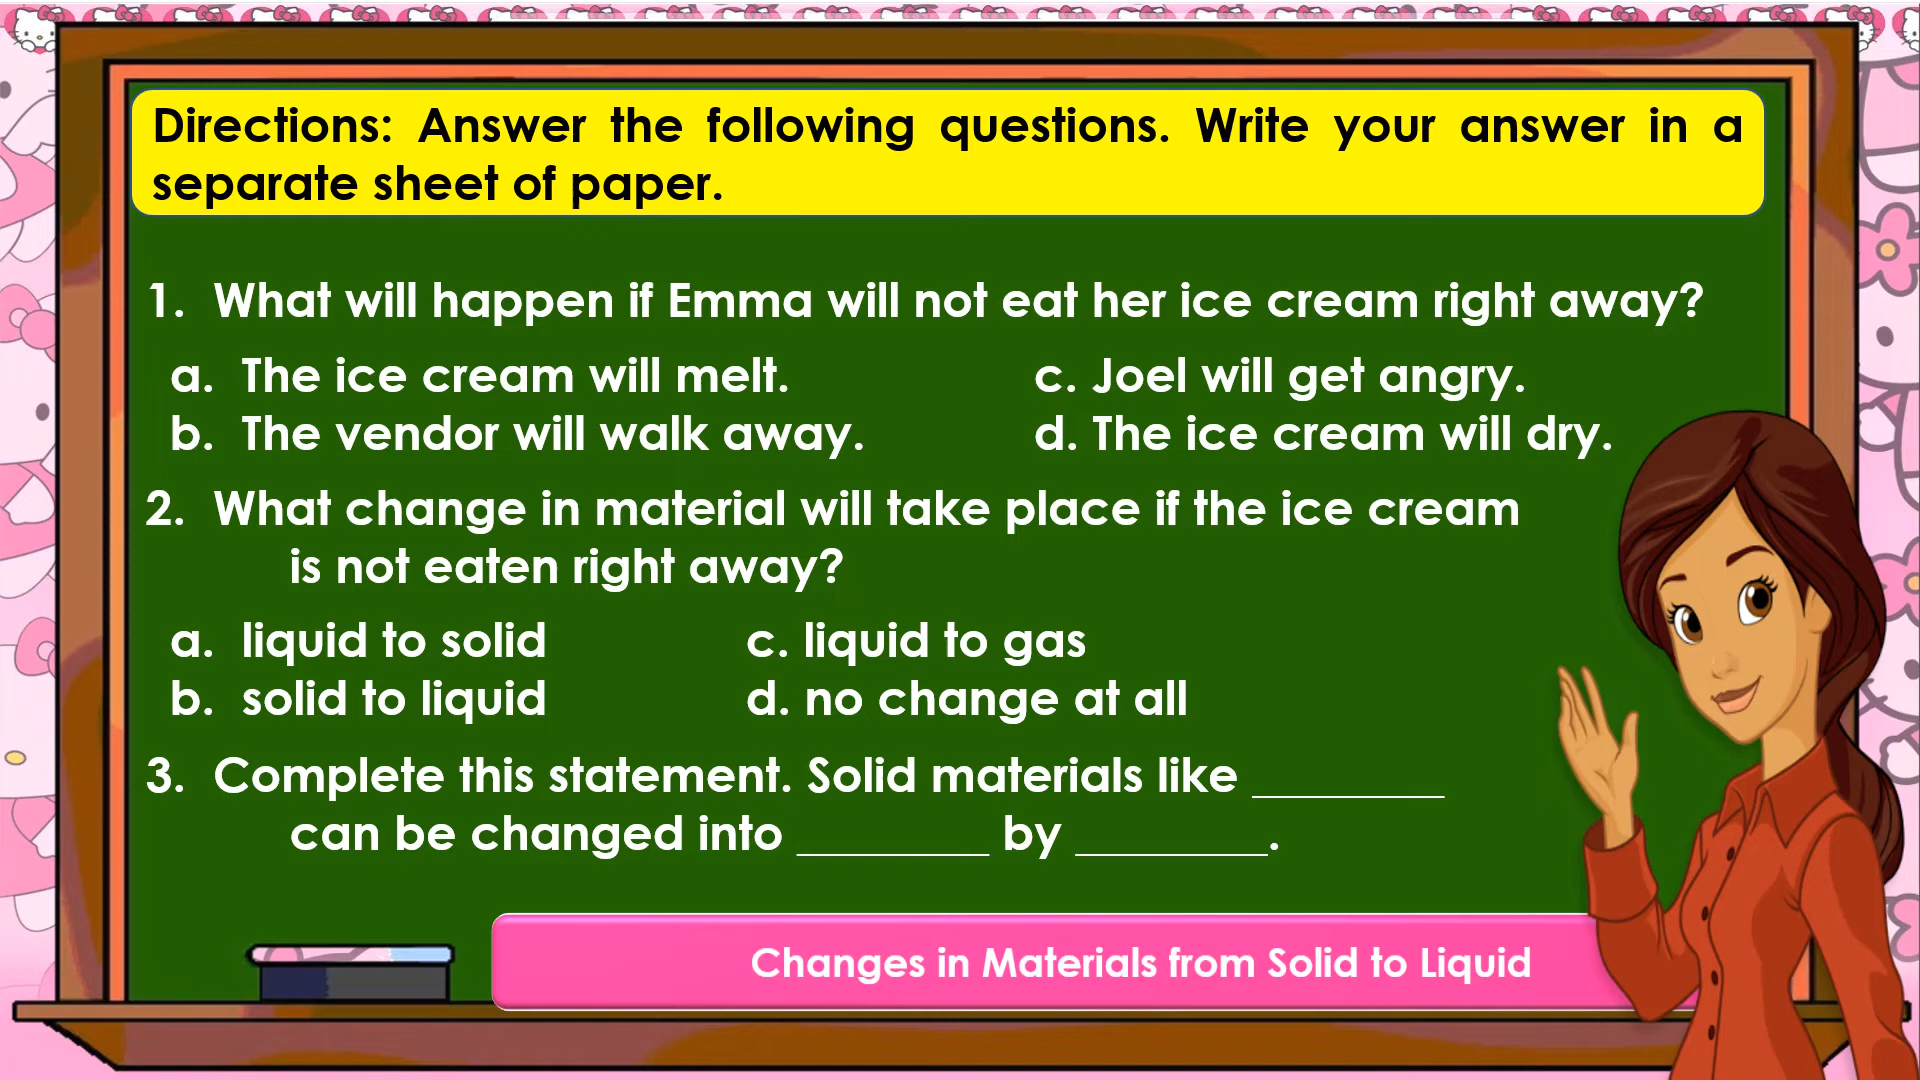 Directions: Answer the following questions. Write your answer in a
separate sheet of paper.
1. What will happen if Emma will not eat her ice cream right away?
a. The ice cream will melt. c. Joel will get angry.
b. The vendor will walk away. d. The ice cream will dry.
2. What change in material will take place if the ice cream
is not eaten right away?
a. liquid to solid c. liquid to gas
b. solid to liquid d. no change at all
3. Complete this statement. Solid materials like ________
can be changed into ________ by ________.
Changes in Materials from Solid to Liquid